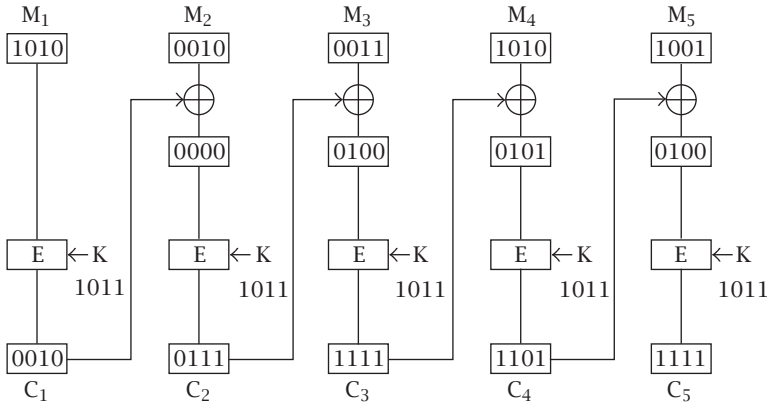 M1 M2 M3 M4 M5
1010 0010 0011 1010 1001
0000 0100 0101 0100
E ← K E ← K E ← K E ← K E ← K
1011 1011 1011 1011 1011
0010 0111 1111 1101 1111
C1 C2 C3 C4 C5